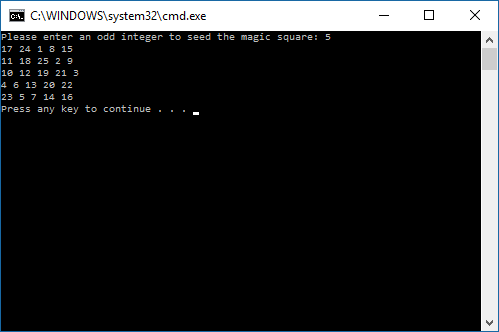 C:\WINDOWS\system32\cmd.exe
Please enter an odd integer to seed the magic square: 5
17 24 1 8 15
11 18 25 2 9
10 12 19 21 3
4 6 13 20 22
23 5 7 14 16
Press any key to continue . . .